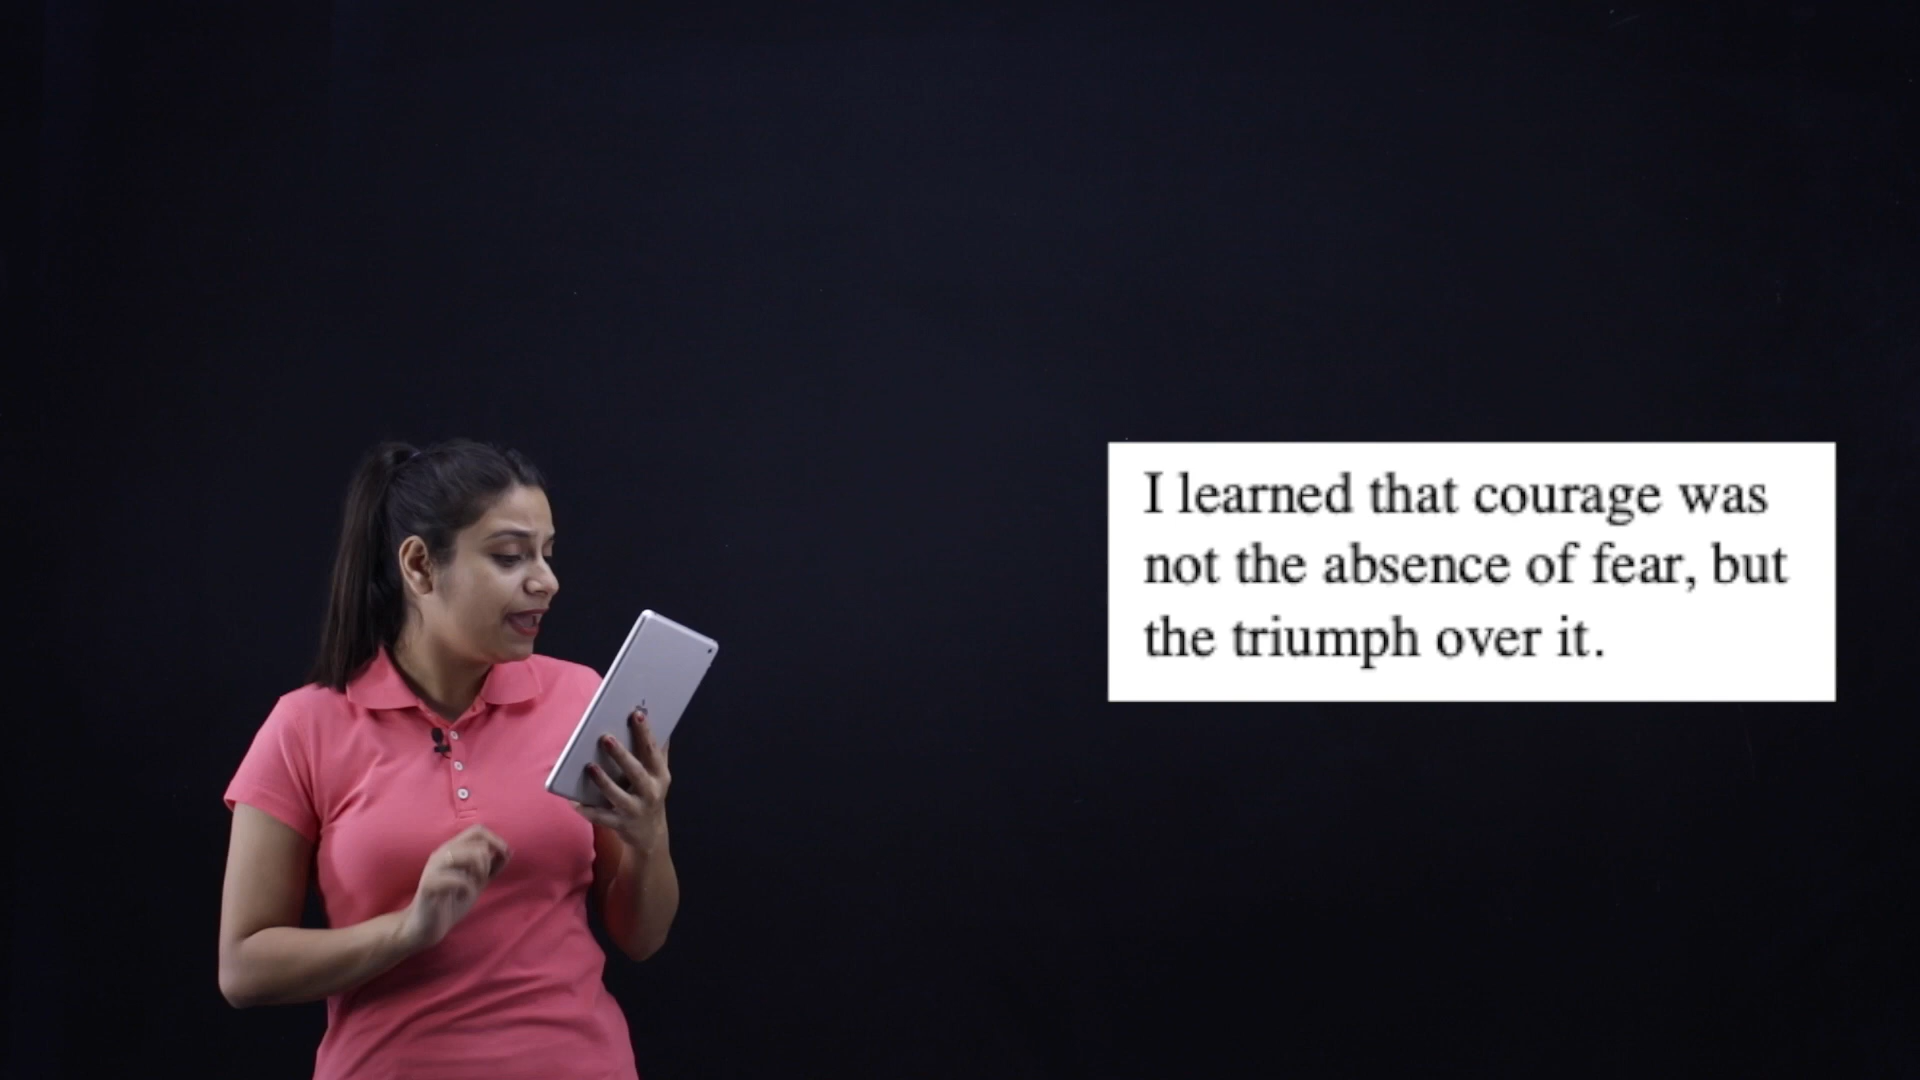 I learned that courage was
not the absence of fear, but
the triumph over it.